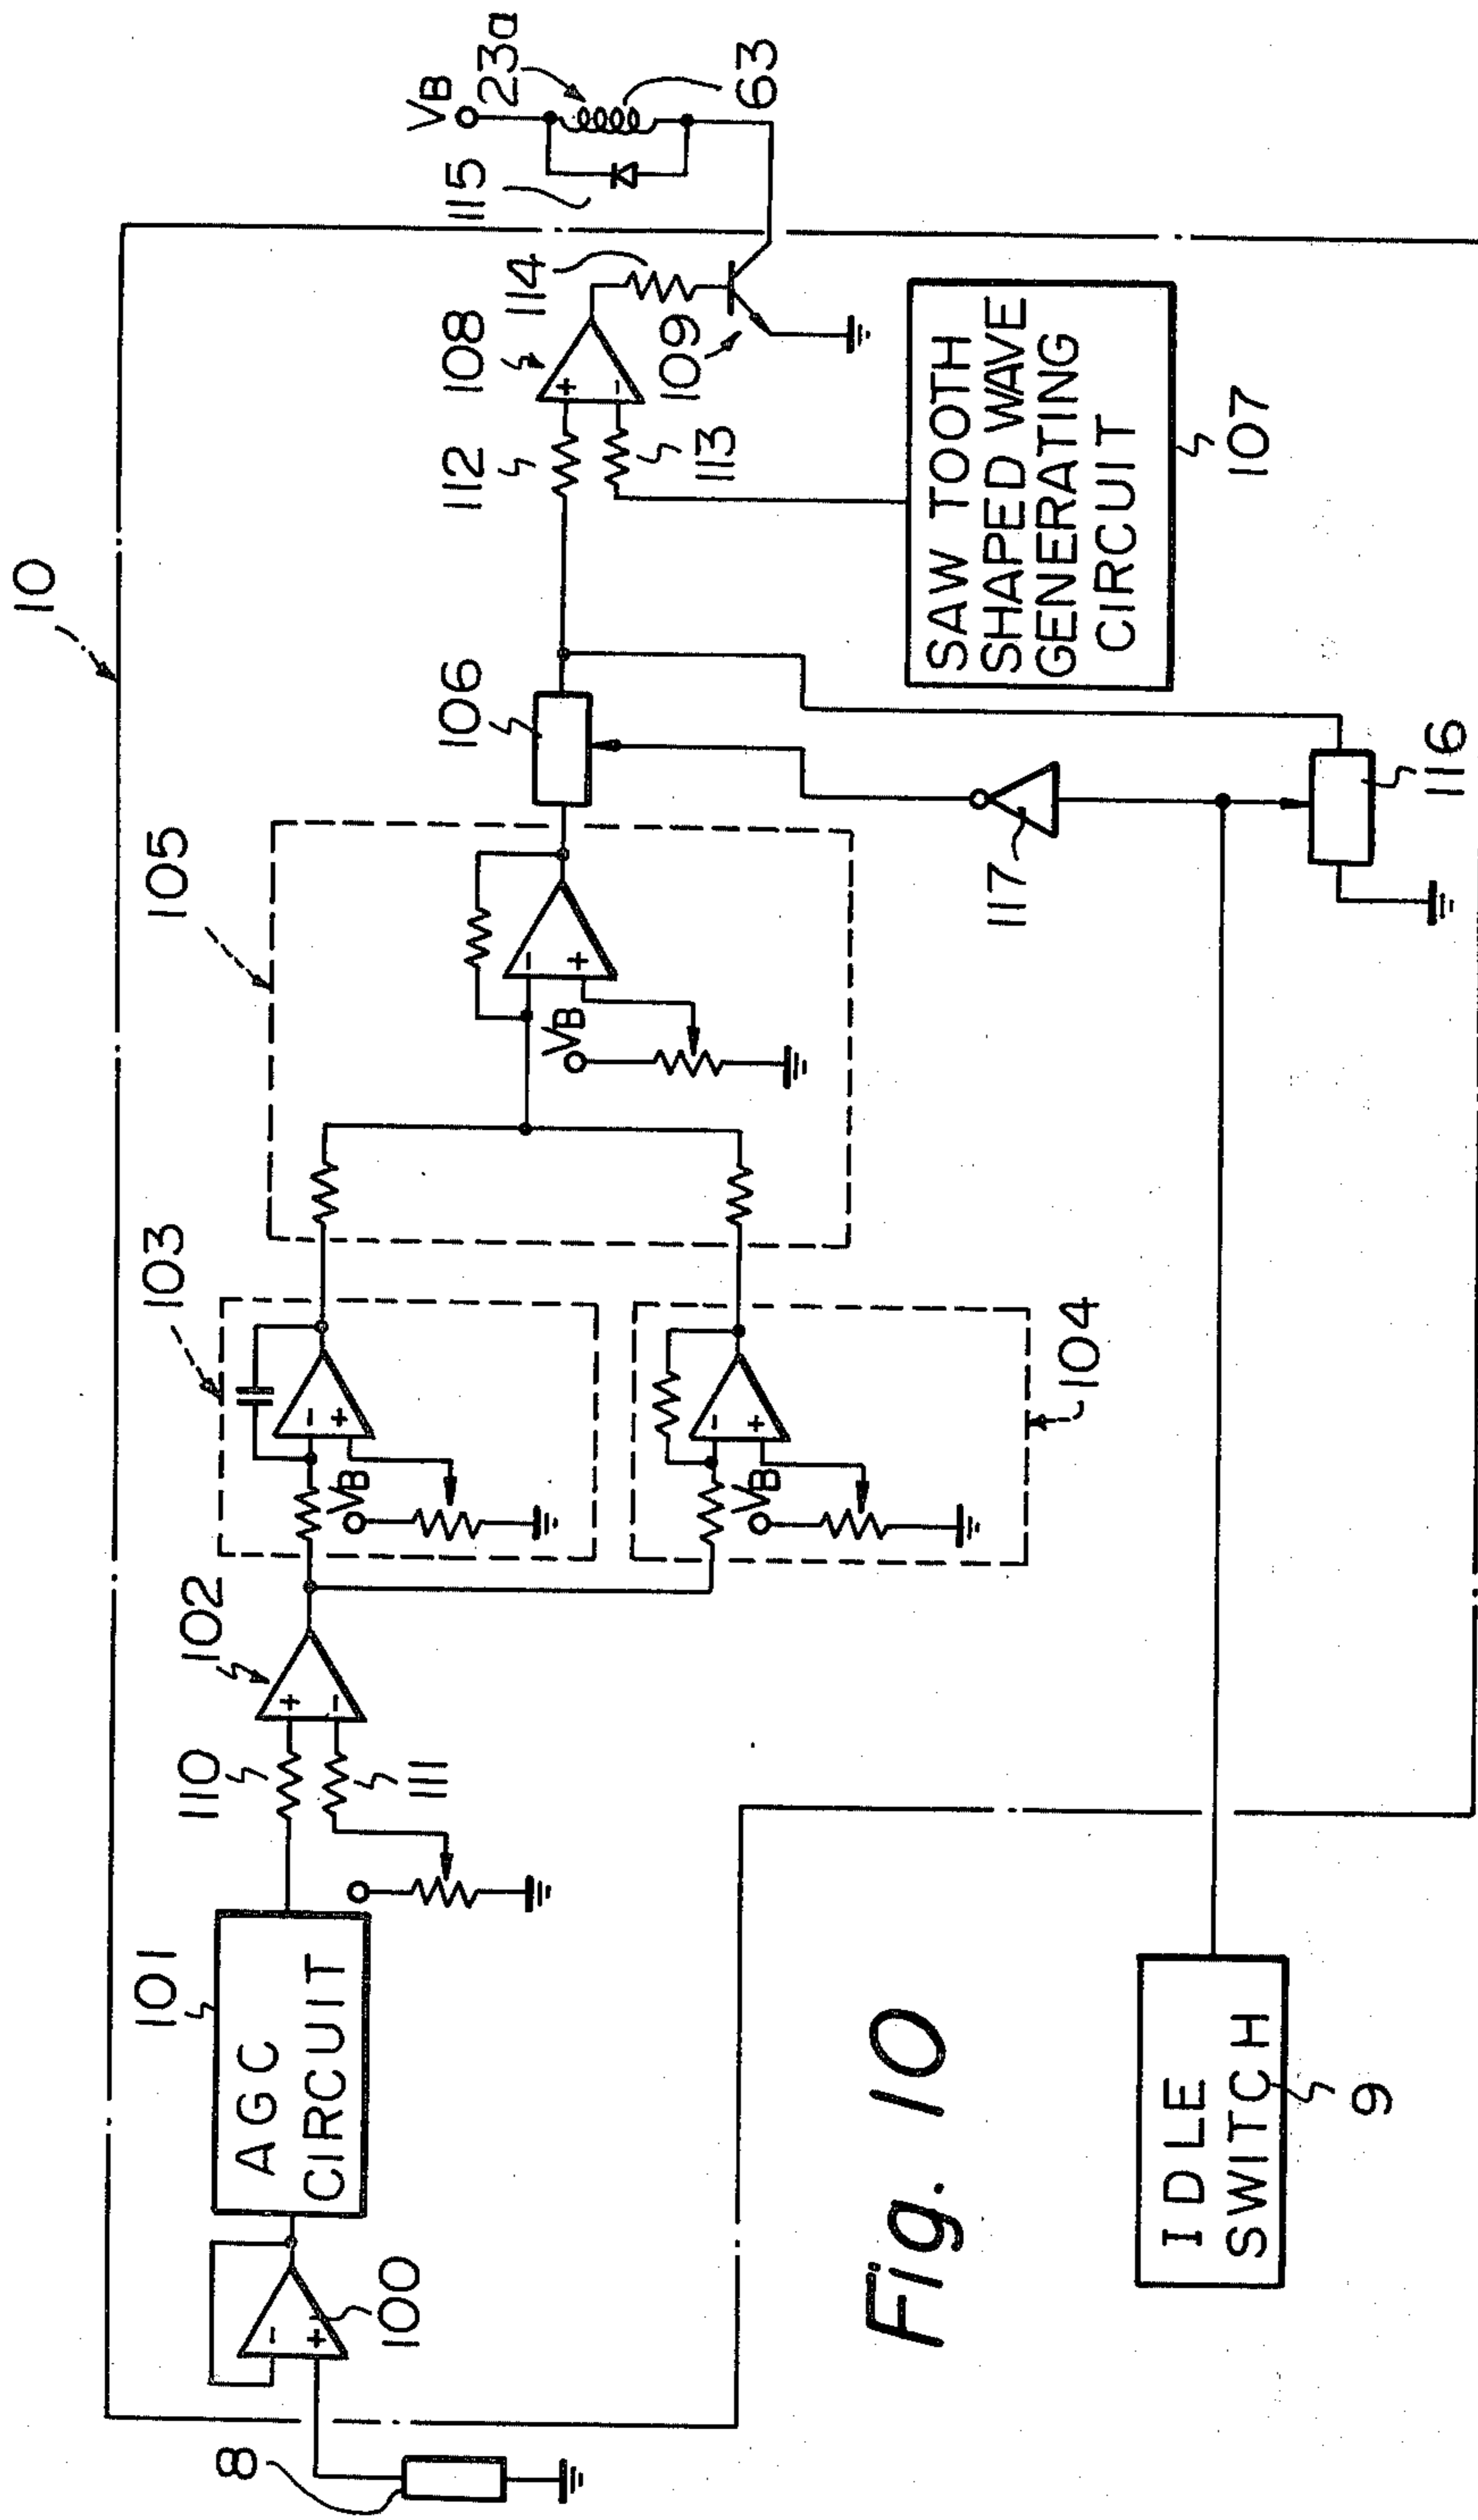 10
8
100
+
-
101
AGC
CIRCUIT
110
111
102
+
-
103
VB
-
+
104
VB
-
+
105
VB
-
+
106
112
113
108
+
-
114
109
115
VB
23a
63
SAW TOOTH
SHAPED WAVE
GENERATING
CIRCUIT
107
117
116
IDLE
SWITCH
9
Fig. 10